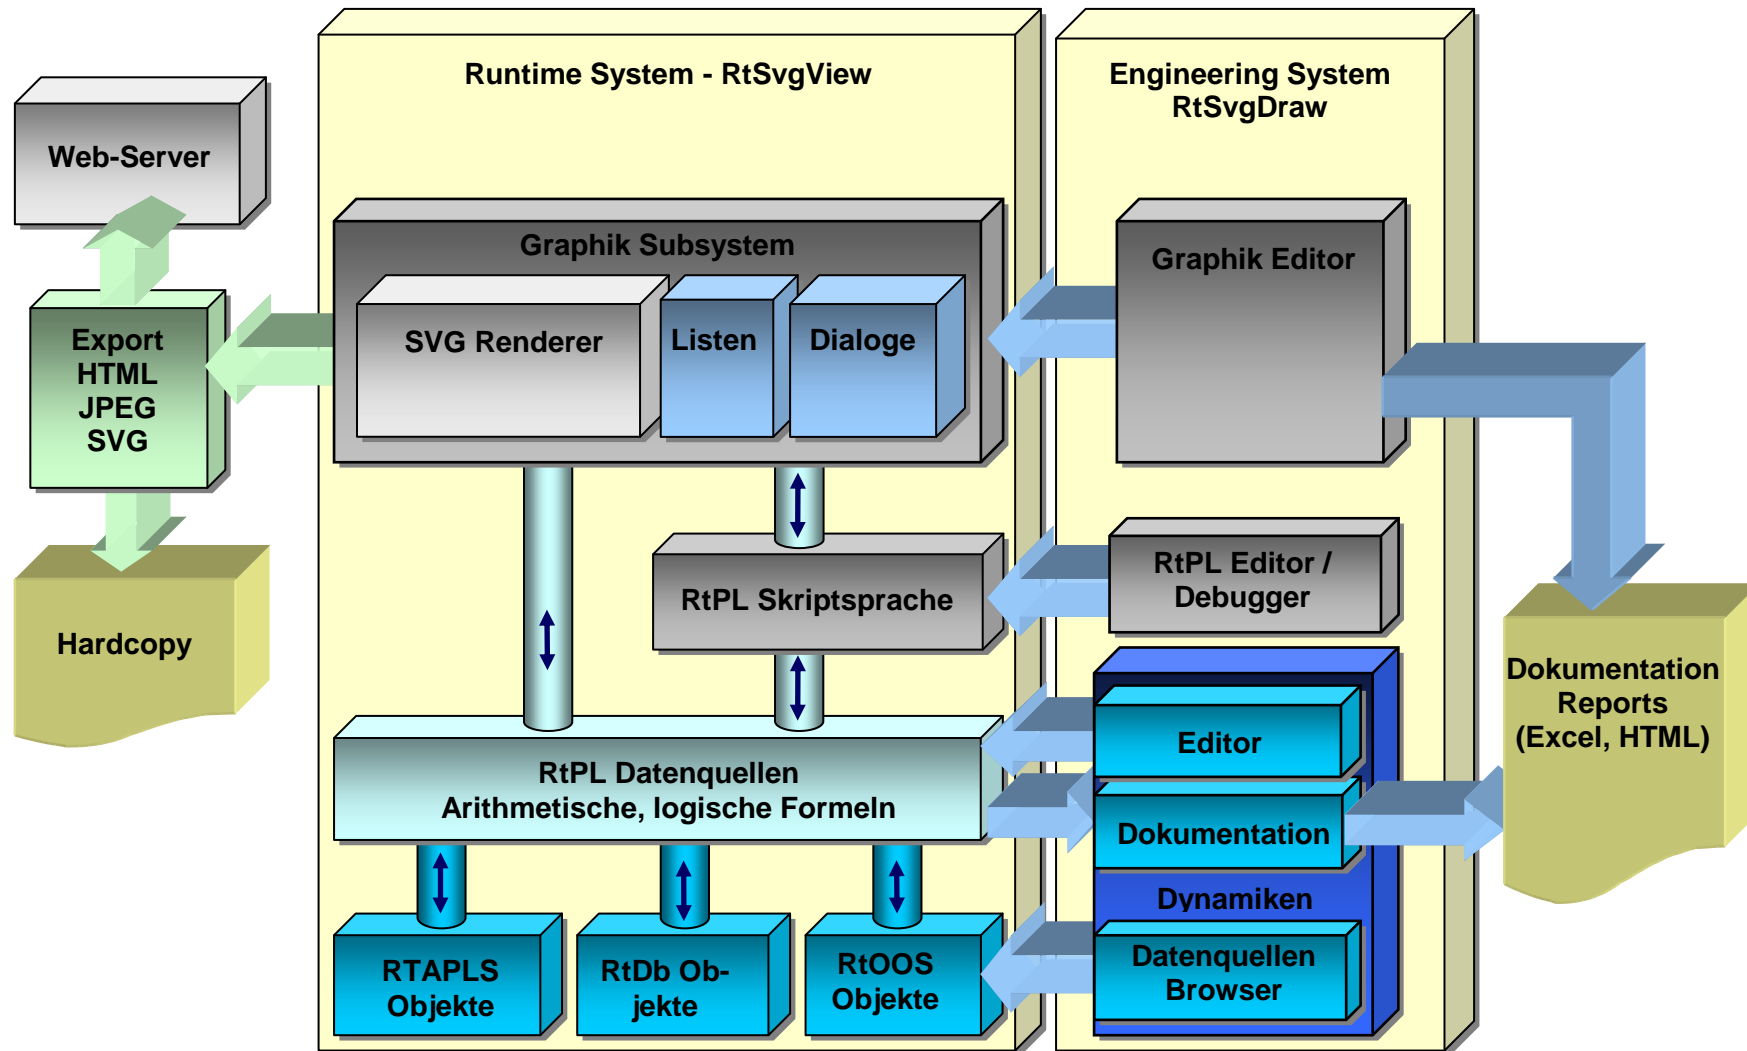 Runtime System - RtSvgView
Engineering System
RtSvgDraw
Web-Server
Graphik Subsystem
Graphik Editor
SVG Renderer
Listen
Dialoge
Export
HTML
JPEG
SVG
RtPL Skriptsprache
RtPL Editor /
Debugger
Hardcopy
Dokumentation
Reports
(Excel, HTML)
Editor
RtPL Datenquellen
Arithmetische, logische Formeln
Dokumentation
Dynamiken
RTAPLS
Objekte
RtDb Ob-
jekte
RtOOS
Objekte
Datenquellen
Browser